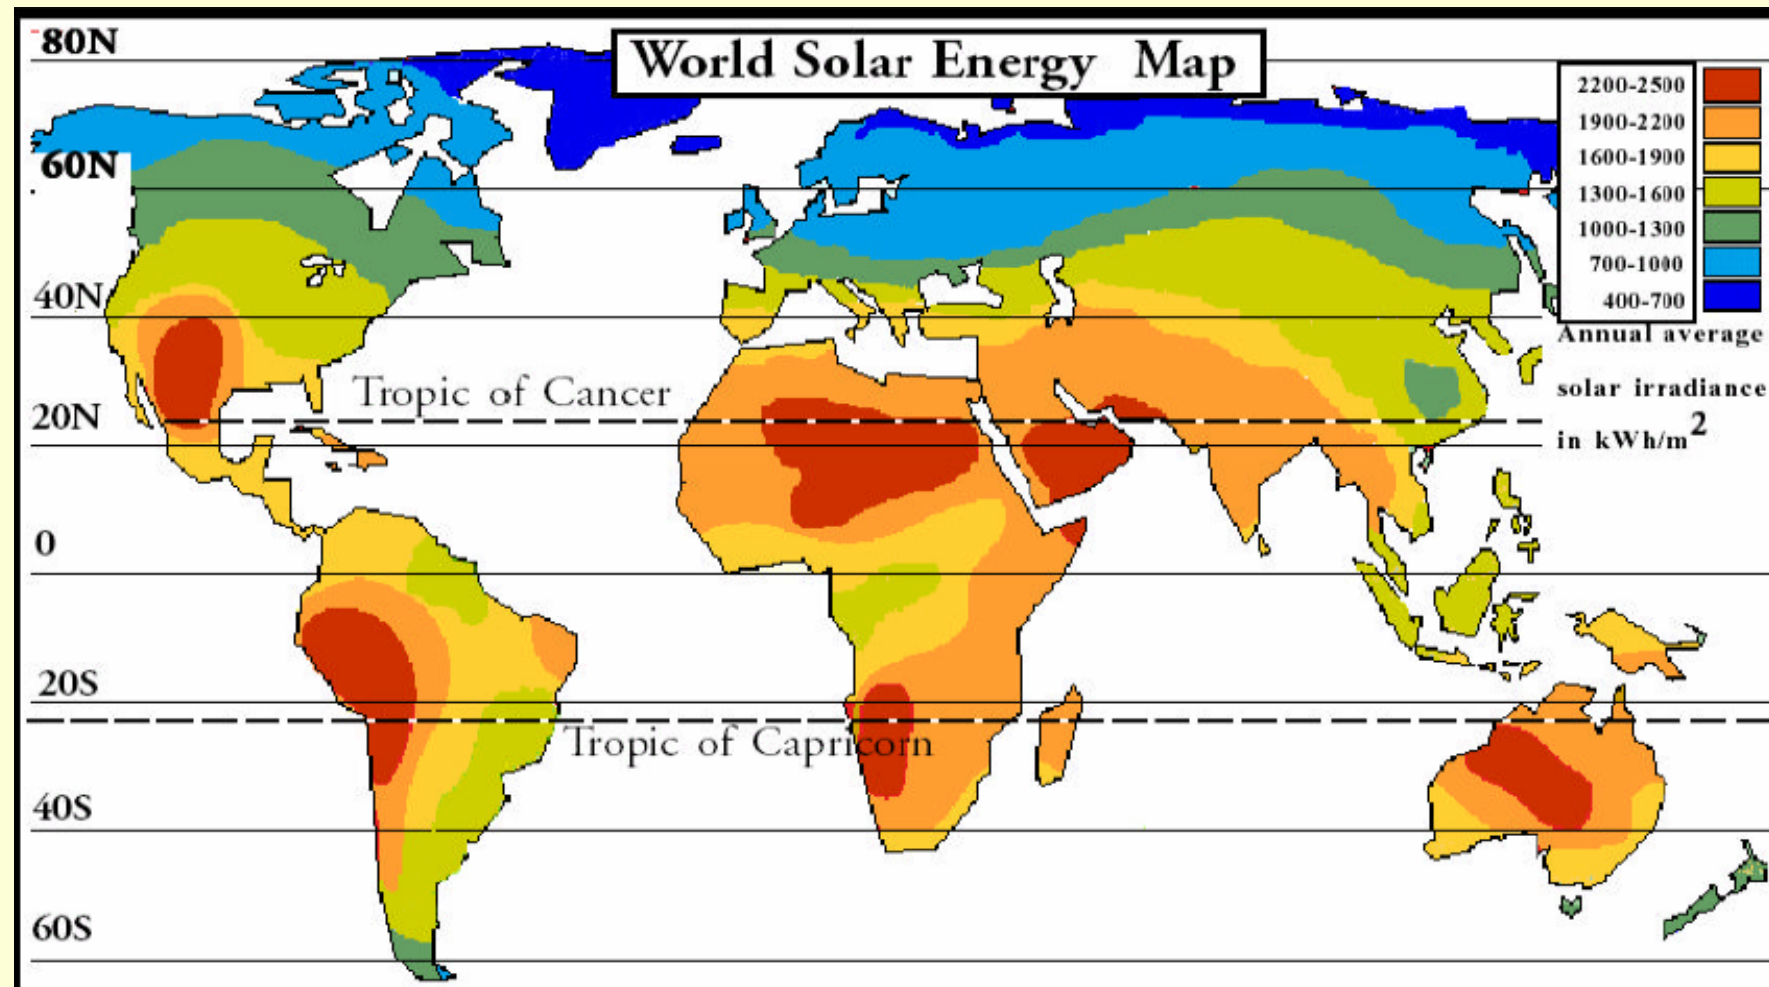 World Solar Energy Map
80N
60N
40N
20N
0
20S
40S
60S
Tropic of Cancer
Tropic of Capricorn
2200-2500
1900-2200
1600-1900
1300-1600
1000-1300
700-1000
400-700
Annual average
solar irradiance
in kWh/m²